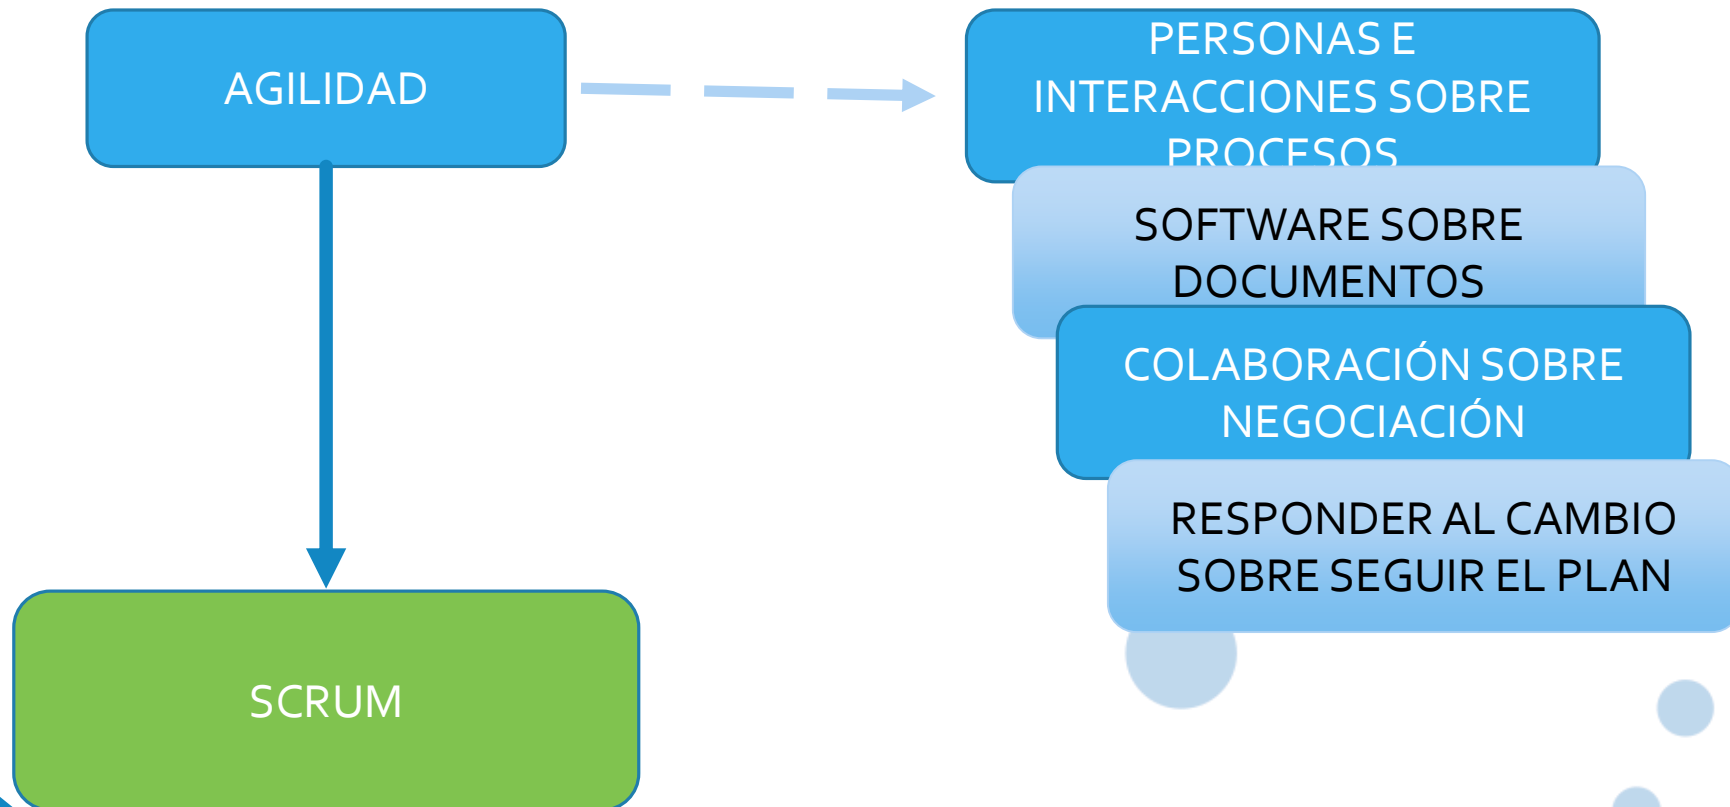 AGILIDAD
PERSONAS E
INTERACCIONES SOBRE
PROCESOS
SOFTWARE SOBRE
DOCUMENTOS
COLABORACIÓN SOBRE
NEGOCIACIÓN
RESPONDER AL CAMBIO
SOBRE SEGUIR EL PLAN
SCRUM